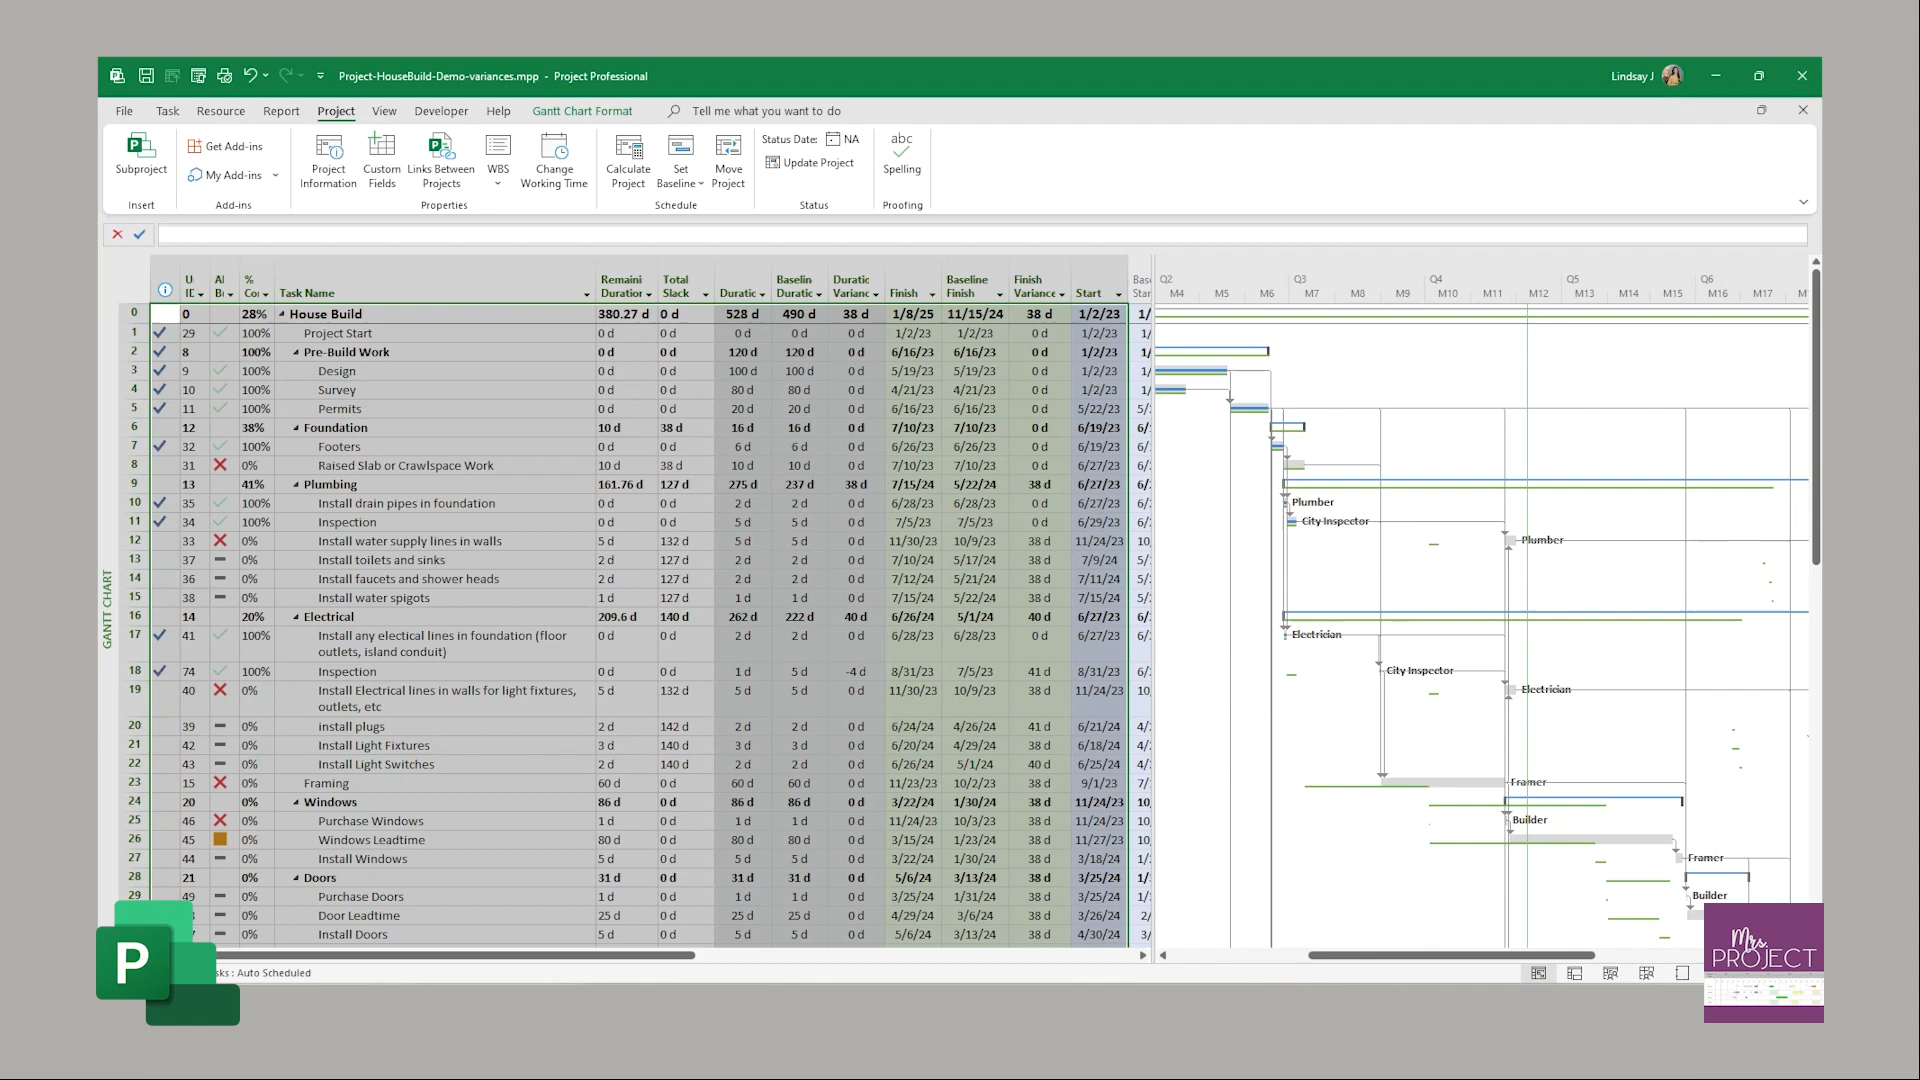 Project-HouseBuild-Demo-variances.mpp - Project Professional
Lindsay J
File Task Resource Report Project View Developer Help Gantt Chart Format Tell me what you want to do
Subproject
Insert
Get Add-ins
My Add-ins
Add-ins
Project Information
Custom Fields
Links Between Projects
WBS
Change Working Time
Properties
Calculate Project
Set Baseline
Move Project
Schedule
Status Date: NA
Update Project
Status
abc
Spelling
Proofing
GANTT CHART
% Task Name Remaini Duration Total Slack Duratic Baselin Duratic Duratic Varianc Finish Baseline Finish Finish Variance Start
0 0 28% House Build 380.27 d 0 d 528 d 490 d 38 d 1/8/25 11/15/24 38 d 1/2/23 1/
1 29 100% Project Start 0 d 0 d 0 d 0 d 0 d 1/2/23 1/2/23 0 d 1/2/23 1/
2 8 100% Pre-Build Work 0 d 0 d 120 d 120 d 0 d 6/16/23 6/16/23 0 d 1/2/23 1/
3 9 100% Design 0 d 0 d 100 d 100 d 0 d 5/19/23 5/19/23 0 d 1/2/23 1/
4 10 100% Survey 0 d 0 d 80 d 80 d 0 d 4/21/23 4/21/23 0 d 1/2/23 1/
5 11 100% Permits 0 d 0 d 20 d 20 d 0 d 6/16/23 6/16/23 0 d 5/22/23 5/
6 12 38% Foundation 10 d 38 d 16 d 16 d 0 d 7/10/23 7/10/23 0 d 6/19/23 6/
7 32 100% Footers 0 d 0 d 6 d 6 d 0 d 6/26/23 6/26/23 0 d 6/19/23 6/
8 31 0% Raised Slab or Crawlspace Work 10 d 38 d 10 d 10 d 0 d 7/10/23 7/10/23 0 d 6/27/23 6/
9 13 41% Plumbing 161.76 d 127 d 275 d 237 d 38 d 7/15/24 5/22/24 38 d 6/27/23 6/
10 35 100% Install drain pipes in foundation 0 d 0 d 2 d 2 d 0 d 6/28/23 6/28/23 0 d 6/27/23 6/
11 34 100% Inspection 0 d 0 d 5 d 5 d 0 d 7/5/23 7/5/23 0 d 6/29/23 6/
12 33 0% Install water supply lines in walls 5 d 132 d 5 d 5 d 0 d 11/30/23 10/9/23 38 d 11/24/23 10,
13 37 0% Install toilets and sinks 2 d 127 d 2 d 2 d 0 d 7/10/24 5/17/24 38 d 7/9/24 5/
14 36 0% Install faucets and shower heads 2 d 127 d 2 d 2 d 0 d 7/12/24 5/21/24 38 d 7/11/24 5/
15 38 0% Install water spigots 1 d 127 d 1 d 1 d 0 d 7/15/24 5/22/24 38 d 7/15/24 5/
16 14 20% Electrical 209.6 d 140 d 262 d 222 d 40 d 6/26/24 5/1/24 40 d 6/27/23 6/
17 41 100% Install any electical lines in foundation (floor outlets, island conduit) 0 d 0 d 2 d 2 d 0 d 6/28/23 6/28/23 0 d 6/27/23 6/
18 74 100% Inspection 0 d 0 d 1 d 5 d -4 d 8/31/23 7/5/23 41 d 8/31/23 6/
19 40 0% Install Electrical lines in walls for light fixtures, outlets, etc 5 d 132 d 5 d 5 d 0 d 11/30/23 10/9/23 38 d 11/24/23 10,
20 39 0% install plugs 2 d 142 d 2 d 2 d 0 d 6/24/24 4/26/24 41 d 6/21/24 4/
21 42 0% Install Light Fixtures 3 d 140 d 3 d 3 d 0 d 6/20/24 4/29/24 38 d 6/18/24 4/
22 43 0% Install Light Switches 2 d 140 d 2 d 2 d 0 d 6/26/24 5/1/24 40 d 6/25/24 4/
23 15 0% Framing 60 d 0 d 60 d 60 d 0 d 11/23/23 10/2/23 38 d 9/1/23 7/
24 20 0% Windows 86 d 0 d 86 d 86 d 0 d 3/22/24 1/30/24 38 d 11/24/23 10,
25 46 0% Purchase Windows 1 d 0 d 1 d 1 d 0 d 11/24/23 10/3/23 38 d 11/24/23 10,
26 45 0% Windows Leadtime 80 d 0 d 80 d 80 d 0 d 3/15/24 1/23/24 38 d 11/27/23 10,
27 44 0% Install Windows 5 d 0 d 5 d 5 d 0 d 3/22/24 1/30/24 38 d 3/18/24 1/
28 21 0% Doors 31 d 0 d 31 d 31 d 0 d 5/6/24 3/13/24 38 d 3/25/24 1/
29 49 0% Purchase Doors 1 d 0 d 1 d 1 d 0 d 3/25/24 1/31/24 38 d 3/25/24 1/
0% Door Leadtime 25 d 0 d 25 d 25 d 0 d 4/29/24 3/6/24 38 d 3/26/24 2/
0% Install Doors 5 d 0 d 5 d 5 d 0 d 5/6/24 3/13/24 38 d 4/30/24 3/
Q2 Q3 Q4 Q5 Q6
M4 M5 M6 M7 M8 M9 M10 M11 M12 M13 M14 M15 M16 M17
Plumber
City Inspector
Plumber
Electrician
City Inspector
Electrician
Framer
Builder
Framer
Builder
sks : Auto Scheduled
P
Mrs.
PROJECT